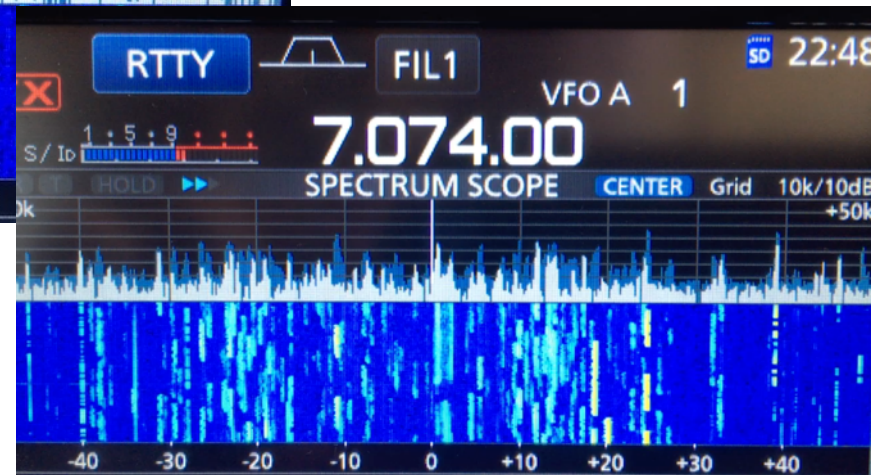 RTTY FIL1 SD 22:48
X VFO A 1
7.074.00
S/ID 1 5 9
HOLD SPECTRUM SCOPE CENTER Grid 10k/10dB
0k +50k
-40 -30 -20 -10 0 +10 +20 +30 +40